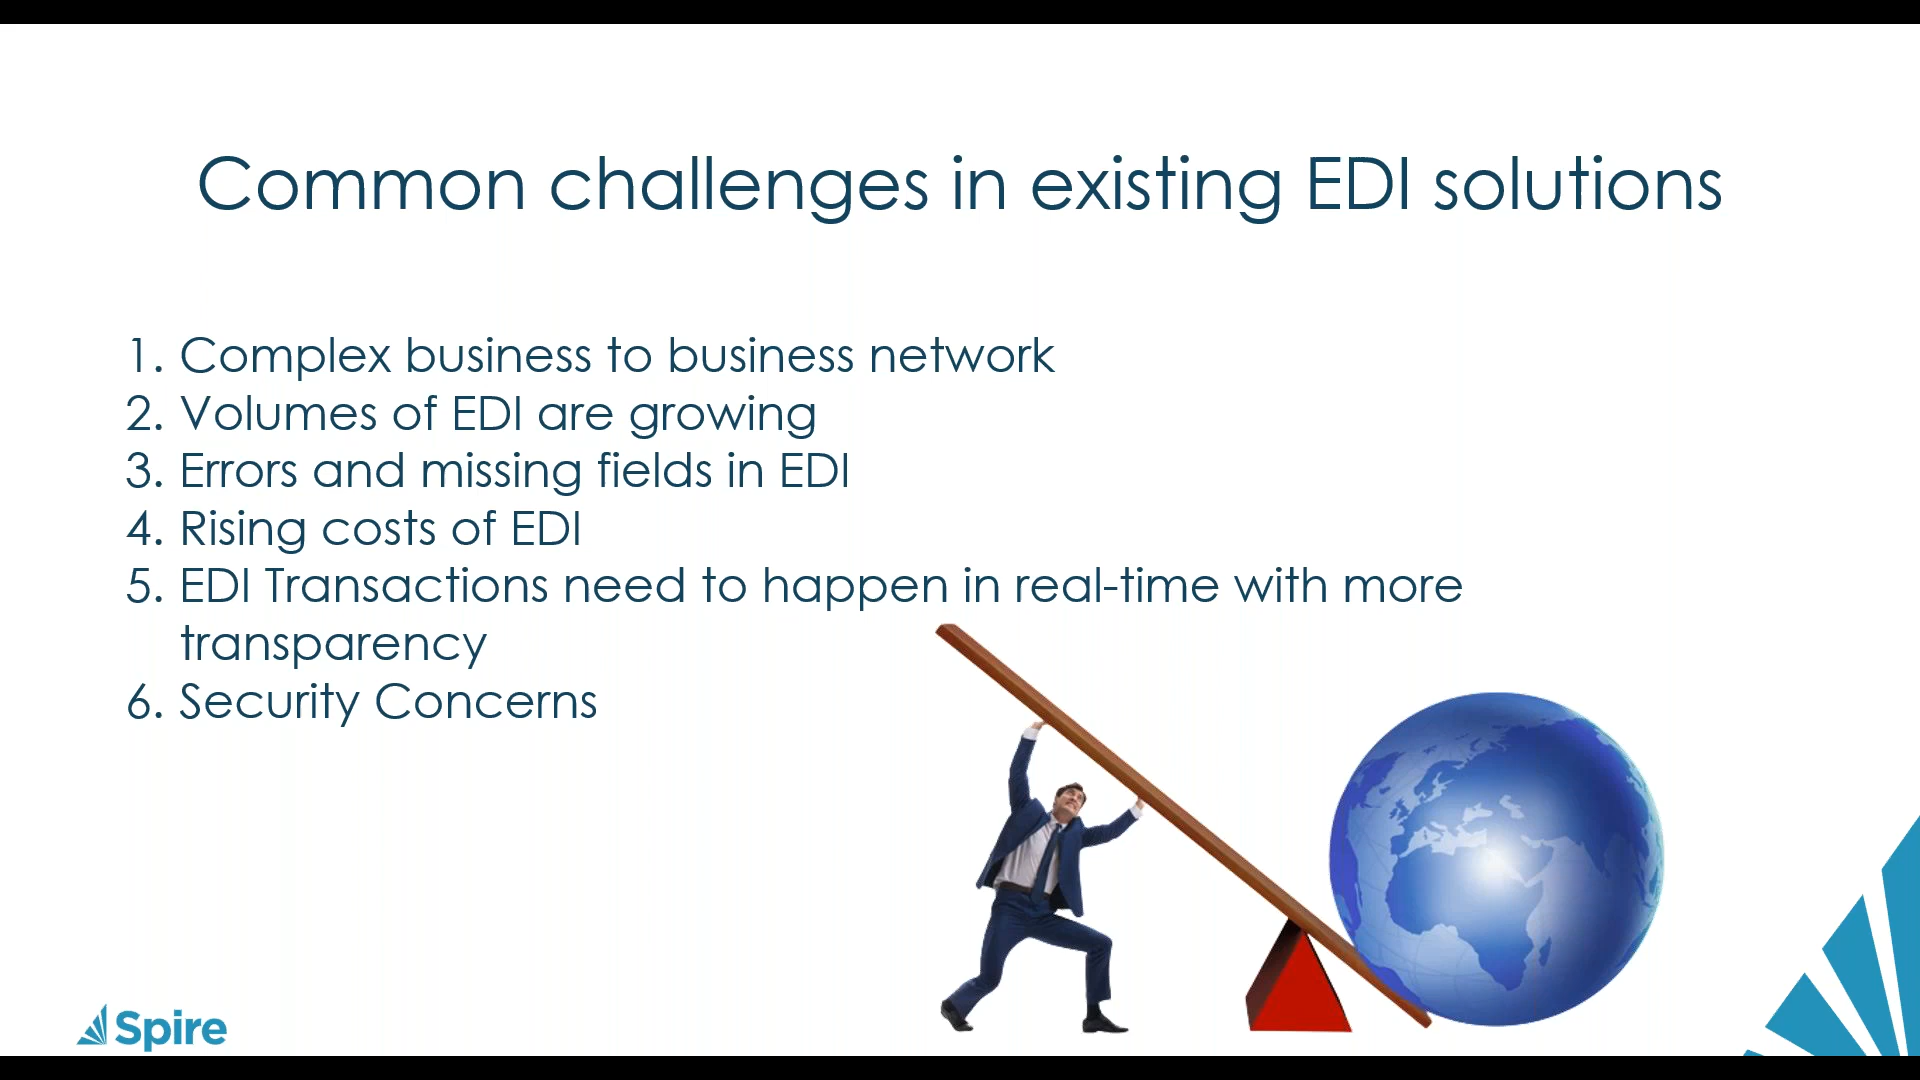 Common challenges in existing EDI solutions
1. Complex business to business network
2. Volumes of EDI are growing
3. Errors and missing fields in EDI
4. Rising costs of EDI
5. EDI Transactions need to happen in real-time with more
transparency
6. Security Concerns
Spire